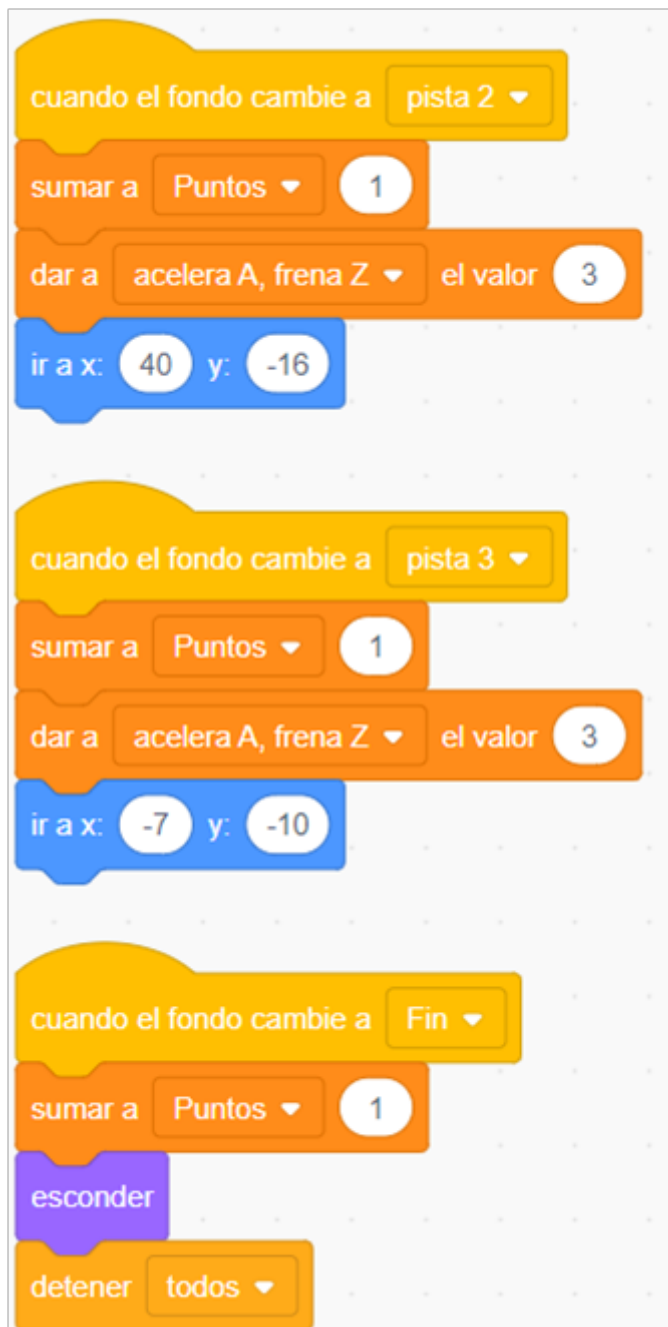 cuando el fondo cambie a pista 2
sumar a Puntos 1
dar a acelera A, frena Z el valor 3
ir a x: 40 y: -16
cuando el fondo cambie a pista 3
sumar a Puntos 1
dar a acelera A, frena Z el valor 3
ir a x: -7 y: -10
cuando el fondo cambie a Fin
sumar a Puntos 1
esconder
detener todos